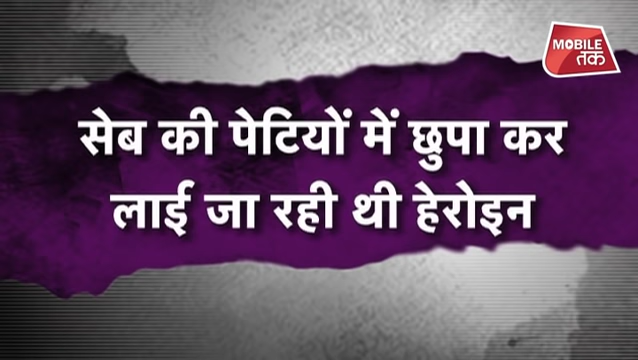 MOBILE
तक
सेब की पेटियों में छुपा कर
लाई जा रही थी हेरोइन